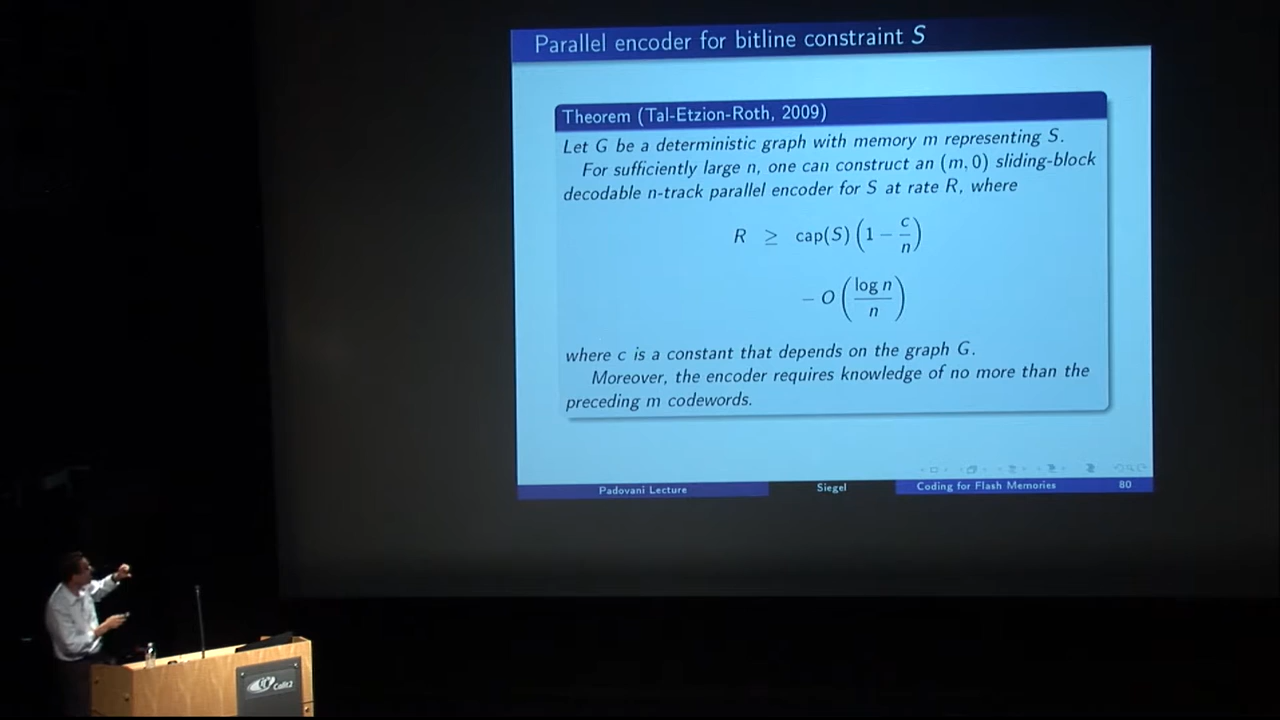 Parallel encoder for bitline constraint S
Theorem (Tal-Etzion-Roth, 2009)
Let G be a deterministic graph with memory m representing S.
For sufficiently large n, one can construct an (m, 0) sliding-block
decodable n-track parallel encoder for S at rate R, where
R ≥ cap(S) (1 − c/n)
− O (log n / n)
where c is a constant that depends on the graph G.
Moreover, the encoder requires knowledge of no more than the
preceding m codewords.
Padovani Lecture Siegel Coding for Flash Memories 80
Calit2